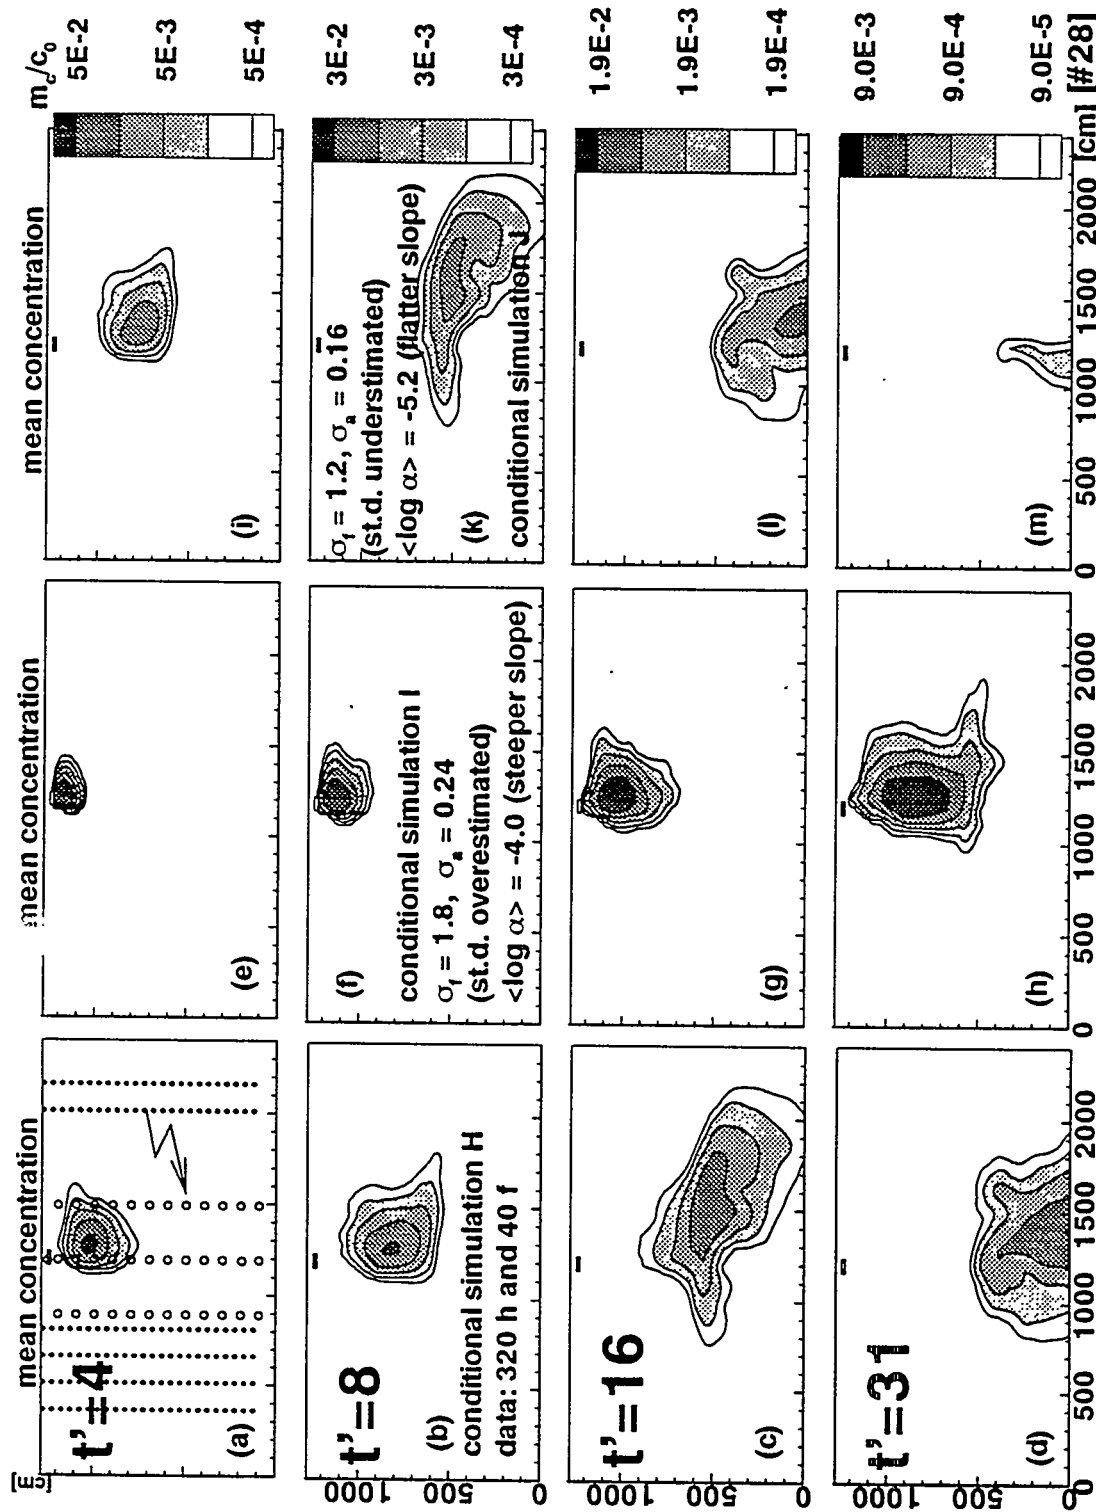 mean concentration
mean concentration
mean concentration
m_c/c_0
[cm]
t'=4
(a)
(e)
(i)
5E-2
5E-3
5E-4
1000
500
0
t'=8
(b)
conditional simulation H
data: 320 h and 40 f
(f)
conditional simulation I
σ_f = 1.8, σ_a = 0.24
(st.d. overestimated)
<log α> = -4.0 (steeper slope)
σ_f = 1.2, σ_a = 0.16
(st.d. understimated)
<log α> = -5.2 (flatter slope)
(k)
conditional simulation J
3E-2
3E-3
3E-4
1000
500
0
t'=16
(c)
(g)
(l)
1.9E-2
1.9E-3
1.9E-4
1000
500
0
t'=31
(d)
(h)
(m)
9.0E-3
9.0E-4
9.0E-5
0 500 1000 1500 2000
0 500 1000 1500 2000
0 500 1000 1500 2000 [cm] [#28]